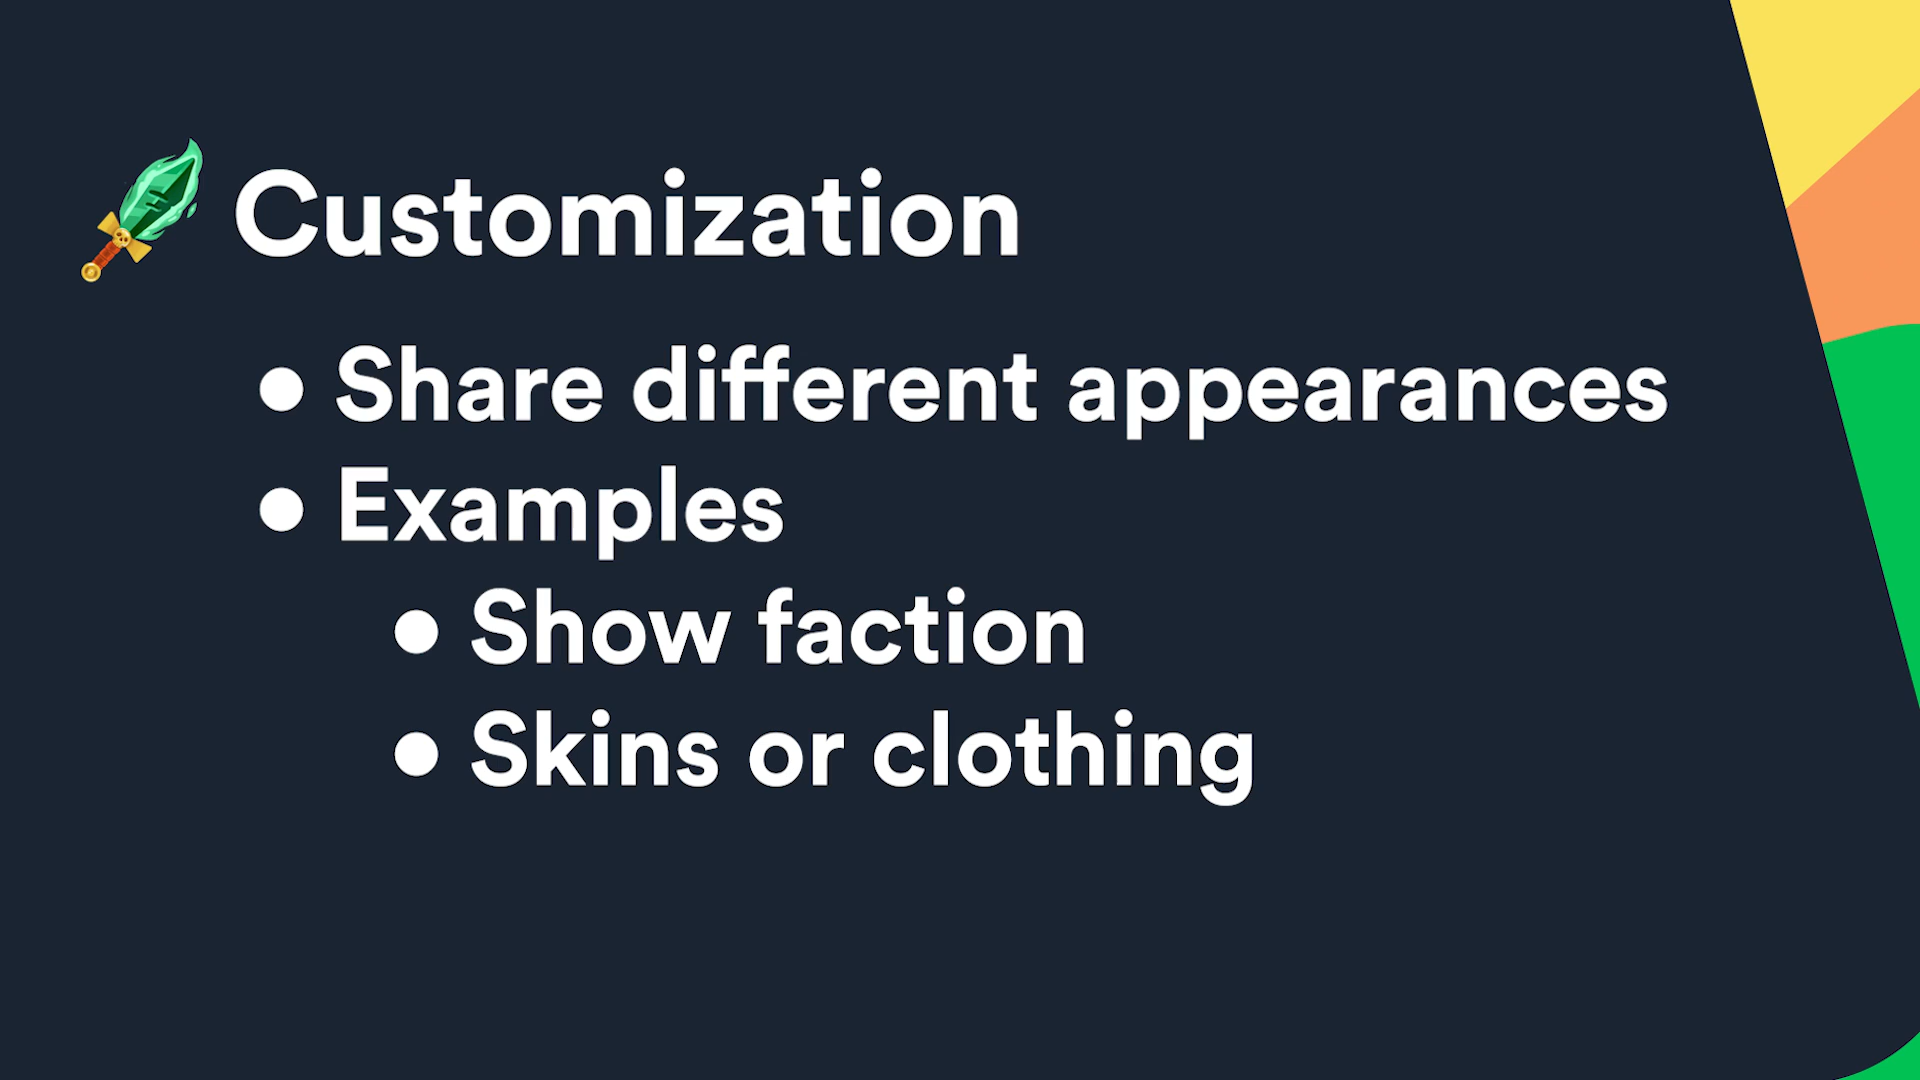 Customization
• Share different appearances
• Examples
• Show faction
• Skins or clothing